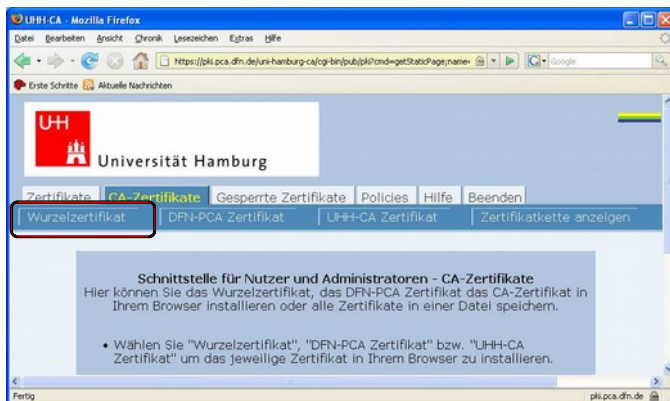 UHH-CA - Mozilla Firefox
Datei Bearbeiten Ansicht Chronik Lesezeichen Extras Hilfe
https://pki.pca.dfn.de/uni-hamburg-ca/cgi-bin/pub/pki?cmd=getStaticPage;name= G Google
Erste Schritte Aktuelle Nachrichten
UH
Universität Hamburg
Zertifikate CA-Zertifikate Gesperrte Zertifikate Policies Hilfe Beenden
Wurzelzertifikat DFN-PCA Zertifikat UHH-CA Zertifikat Zertifikatkette anzeigen
Schnittstelle für Nutzer und Administratoren - CA-Zertifikate
Hier können Sie das Wurzelzertifikat, das DFN-PCA Zertifikat das CA-Zertifikat in
Ihrem Browser installieren oder alle Zertifikate in einer Datei speichern.
• Wählen Sie "Wurzelzertifikat", "DFN-PCA Zertifikat" bzw. "UHH-CA
Zertifikat" um das jeweilige Zertifikat in Ihrem Browser zu installieren.
Fertig pki.pca.dfn.de